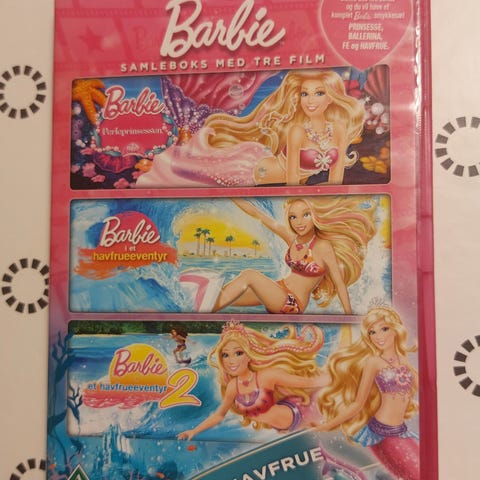 Barbie
SAMLEBOKS MED TRE FILM
og du vil have et
komplet Barbie smykkesæt
PRINSESSE,
BALLERINA,
FE og HAVFRUE.
Barbie
Perleprinsessen
Barbie
i et
havfrueeventyr
Barbie
et havfrueeventyr 2
HAVFRUE